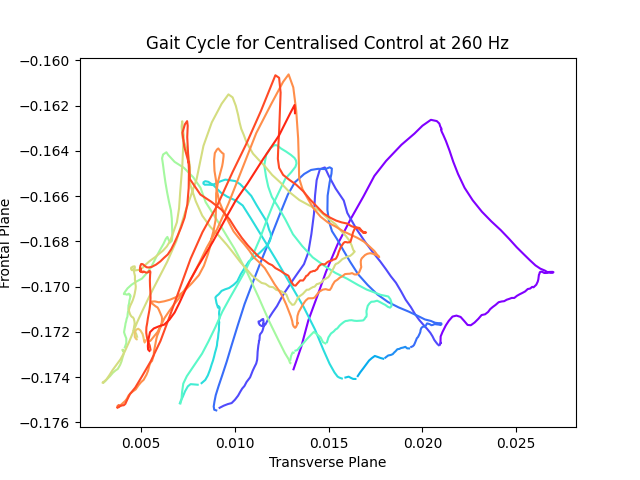 Gait Cycle for Centralised Control at 260 Hz
−0.160
−0.162
−0.164
−0.166
−0.168
−0.170
−0.172
−0.174
−0.176
Frontal Plane
0.005 0.010 0.015 0.020 0.025
Transverse Plane